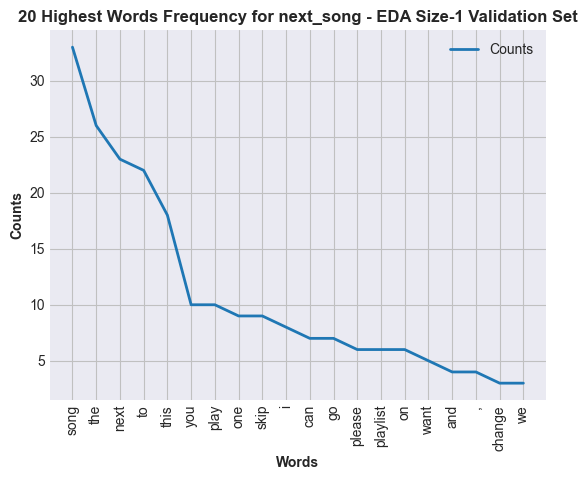 20 Highest Words Frequency for next_song - EDA Size-1 Validation Set
Counts
Counts
30
25
20
15
10
5
song
the
next
to
this
you
play
one
skip
i
can
go
please
playlist
on
want
and
,
change
we
Words